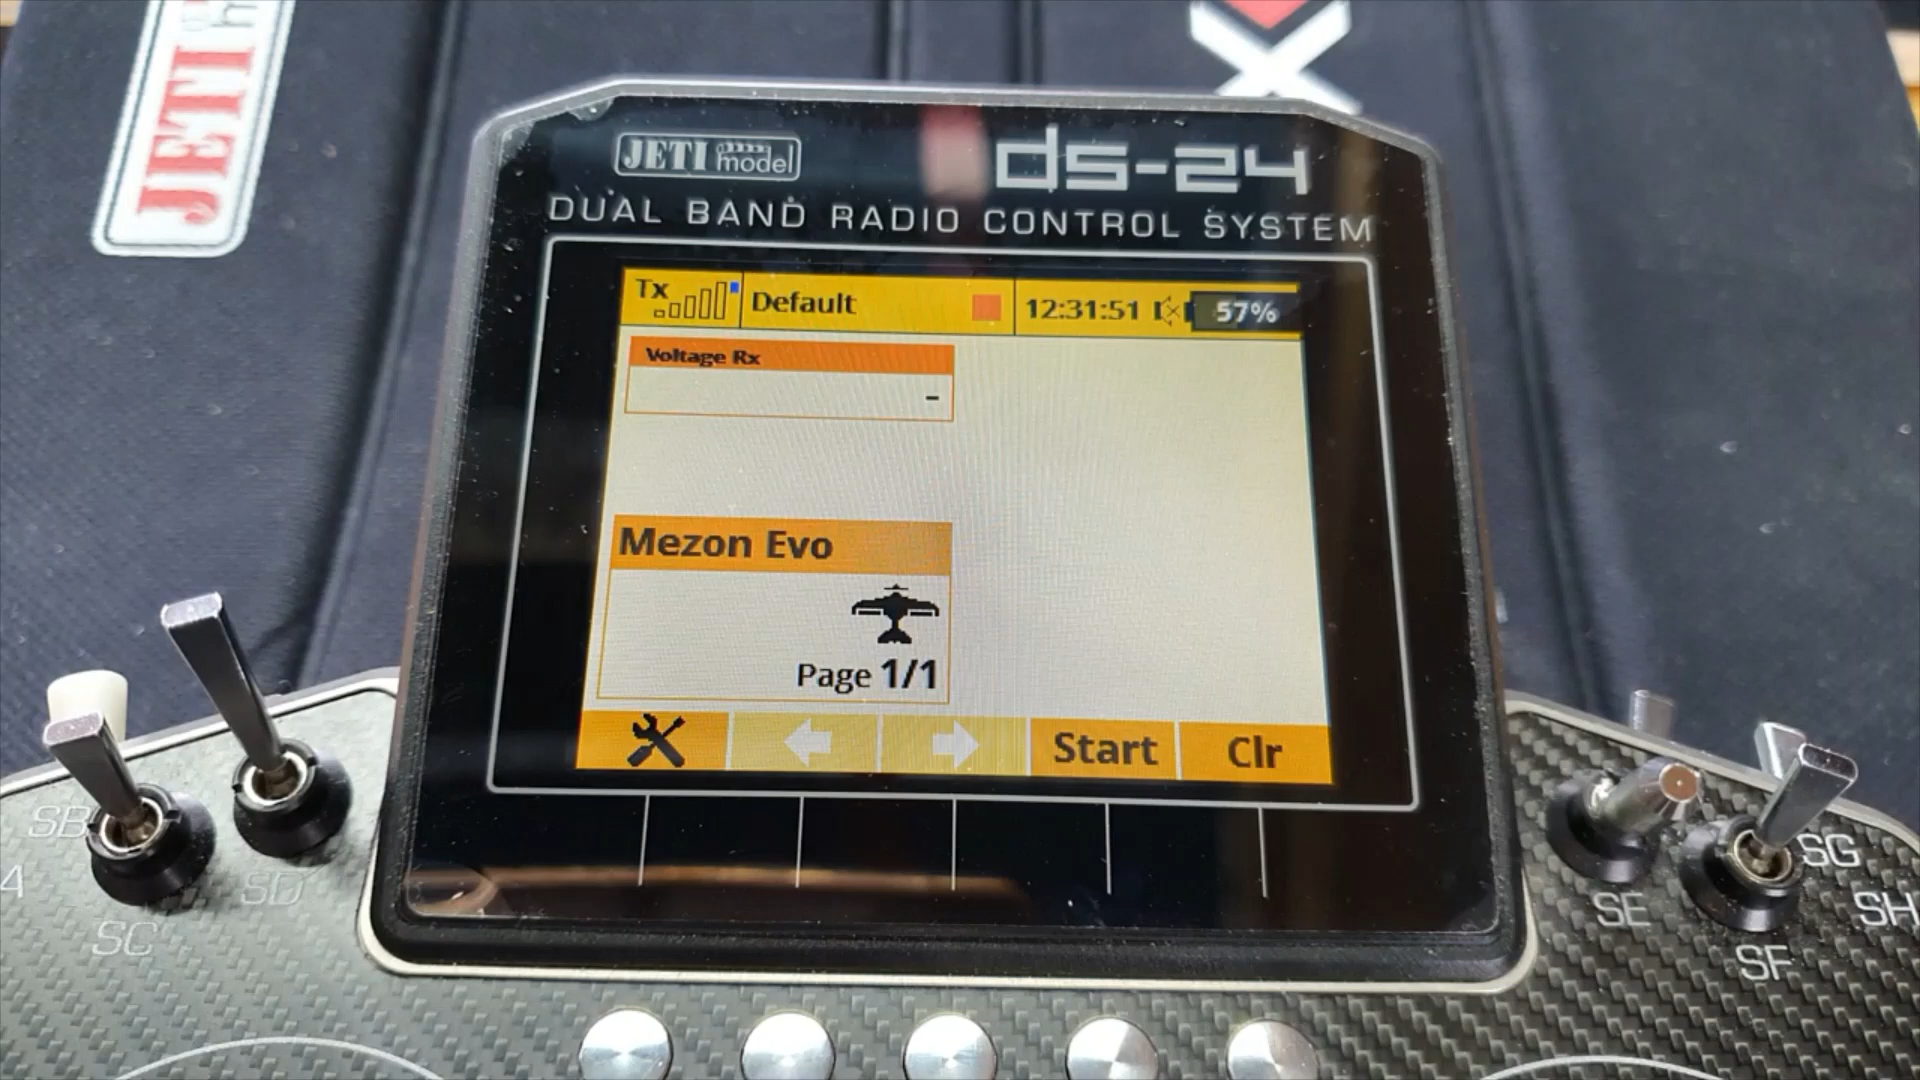 JETI
X
JETI model
ds-24
DUAL BAND RADIO CONTROL SYSTEM
Tx
Default
12:31:51
57%
Voltage Rx
-
Mezon Evo
Page 1/1
Start
Clr
SB
SD
SC
4
SE
SG
SH
SF